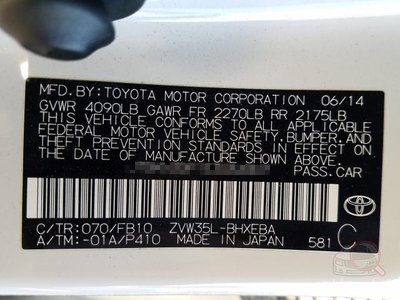 MFD.BY:TOYOTA MOTOR CORPORATION 06/14
GVWR 4090LB GAWR FR 2270LB RR 2175LB
THIS VEHICLE CONFORMS TO ALL APPLICABLE
FEDERAL MOTOR VEHICLE SAFETY, BUMPER, AND
THEFT PREVENTION STANDARDS IN EFFECT ON
THE DATE OF MANUFACTURE SHOWN ABOVE.
PASS.CAR
C/TR:070/FB10 ZVW35L-BHXEBA C
A/TM:-01A/P410 MADE IN JAPAN 581